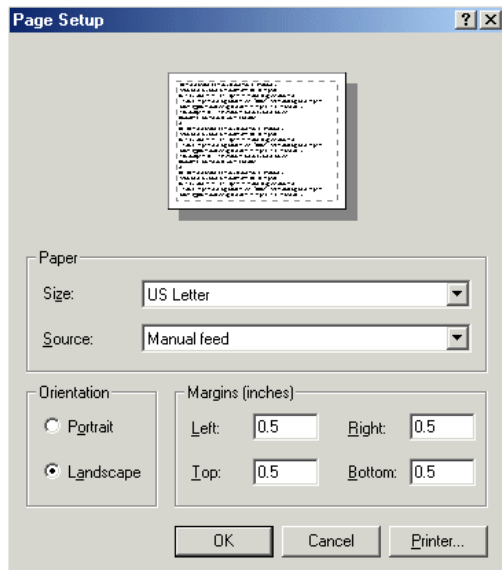 Page Setup
Paper
Size: US Letter
Source: Manual feed
Orientation
Portrait
Landscape
Margins (inches)
Left: 0.5 Right: 0.5
Top: 0.5 Bottom: 0.5
OK Cancel Printer...